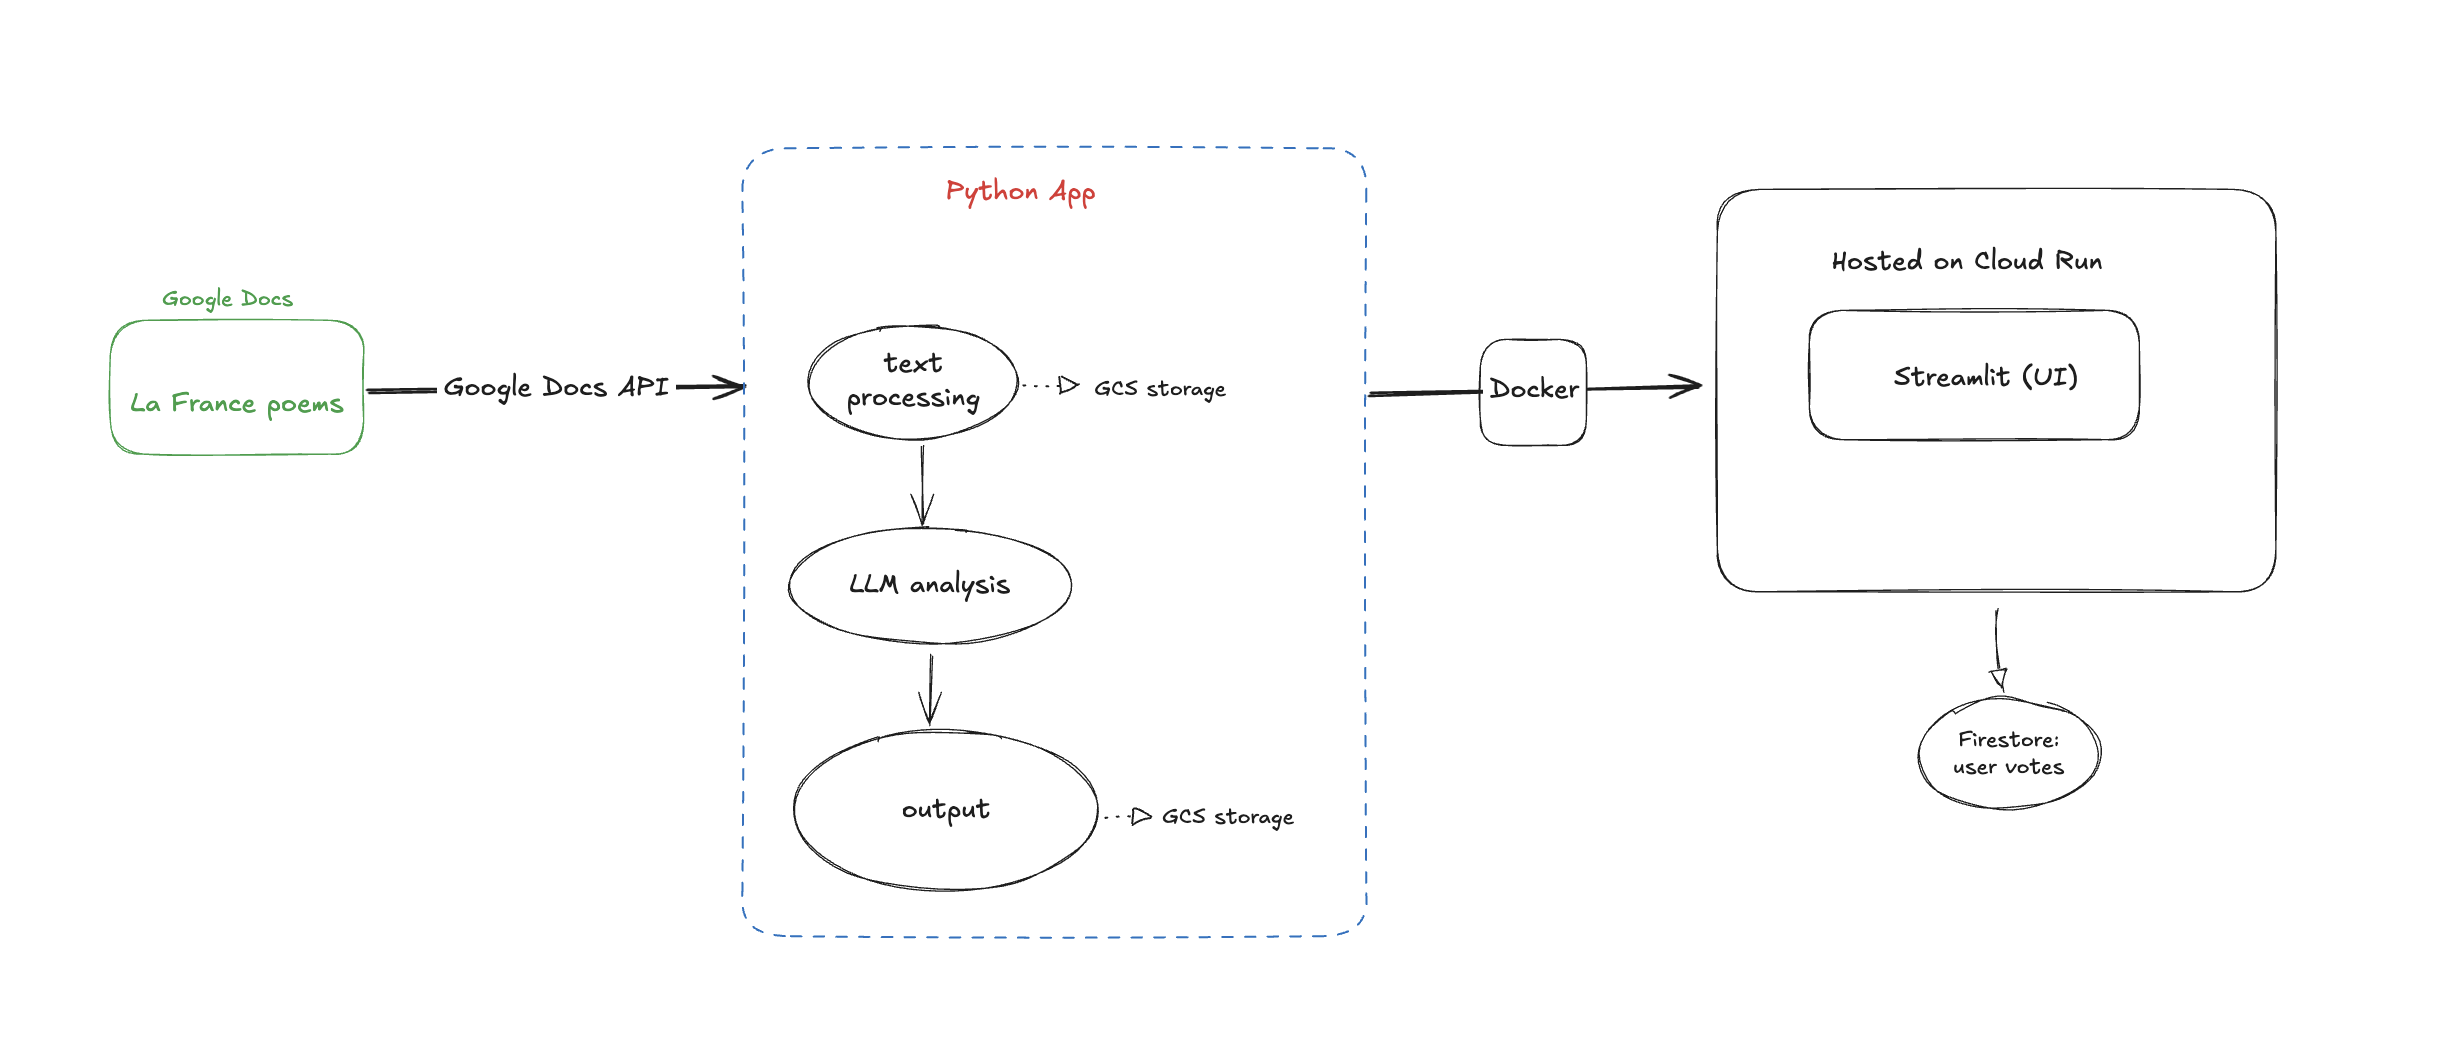 Google Docs
La France poems
Google Docs API
Python App
text
processing
GCS storage
LLM analysis
output
GCS storage
Docker
Hosted on Cloud Run
Streamlit (UI)
Firestore:
user votes